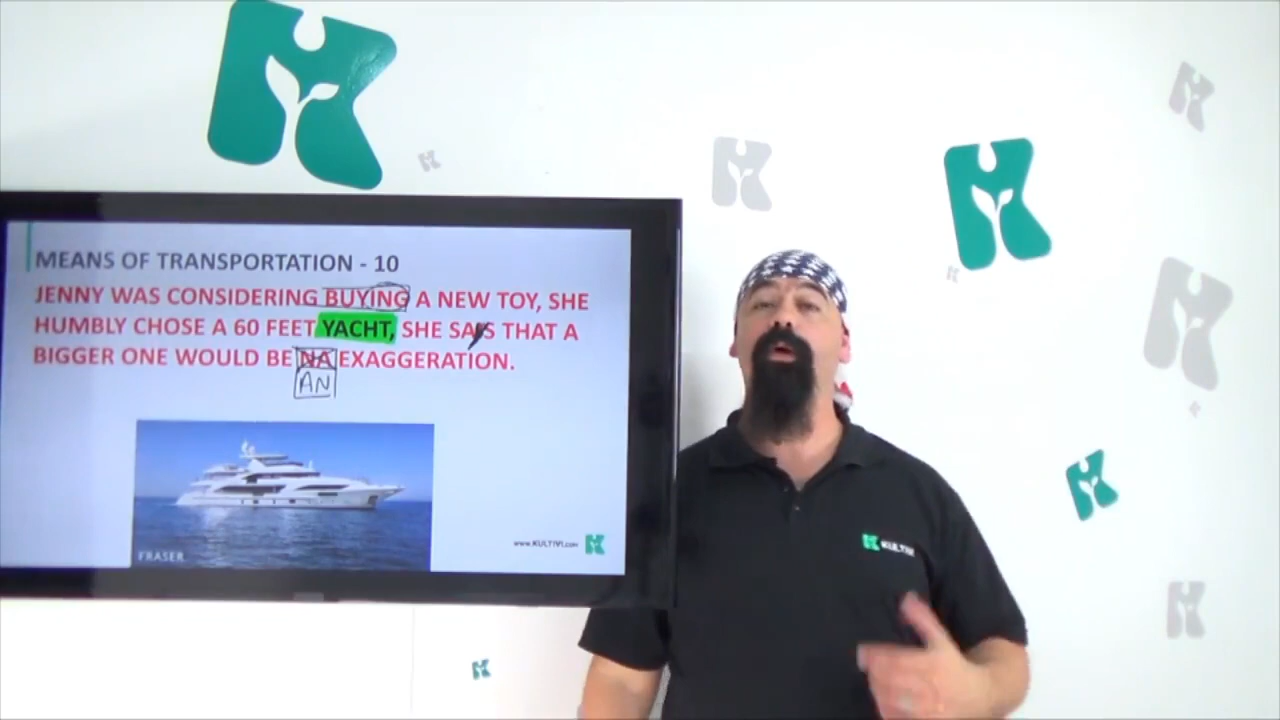 MEANS OF TRANSPORTATION - 10
JENNY WAS CONSIDERING BUYING A NEW TOY, SHE
HUMBLY CHOSE A 60 FEET YACHT, SHE SAIS THAT A
BIGGER ONE WOULD BE NA EXAGGERATION.
AN
FRASER
www.KULTIVI.com
KULTIVI